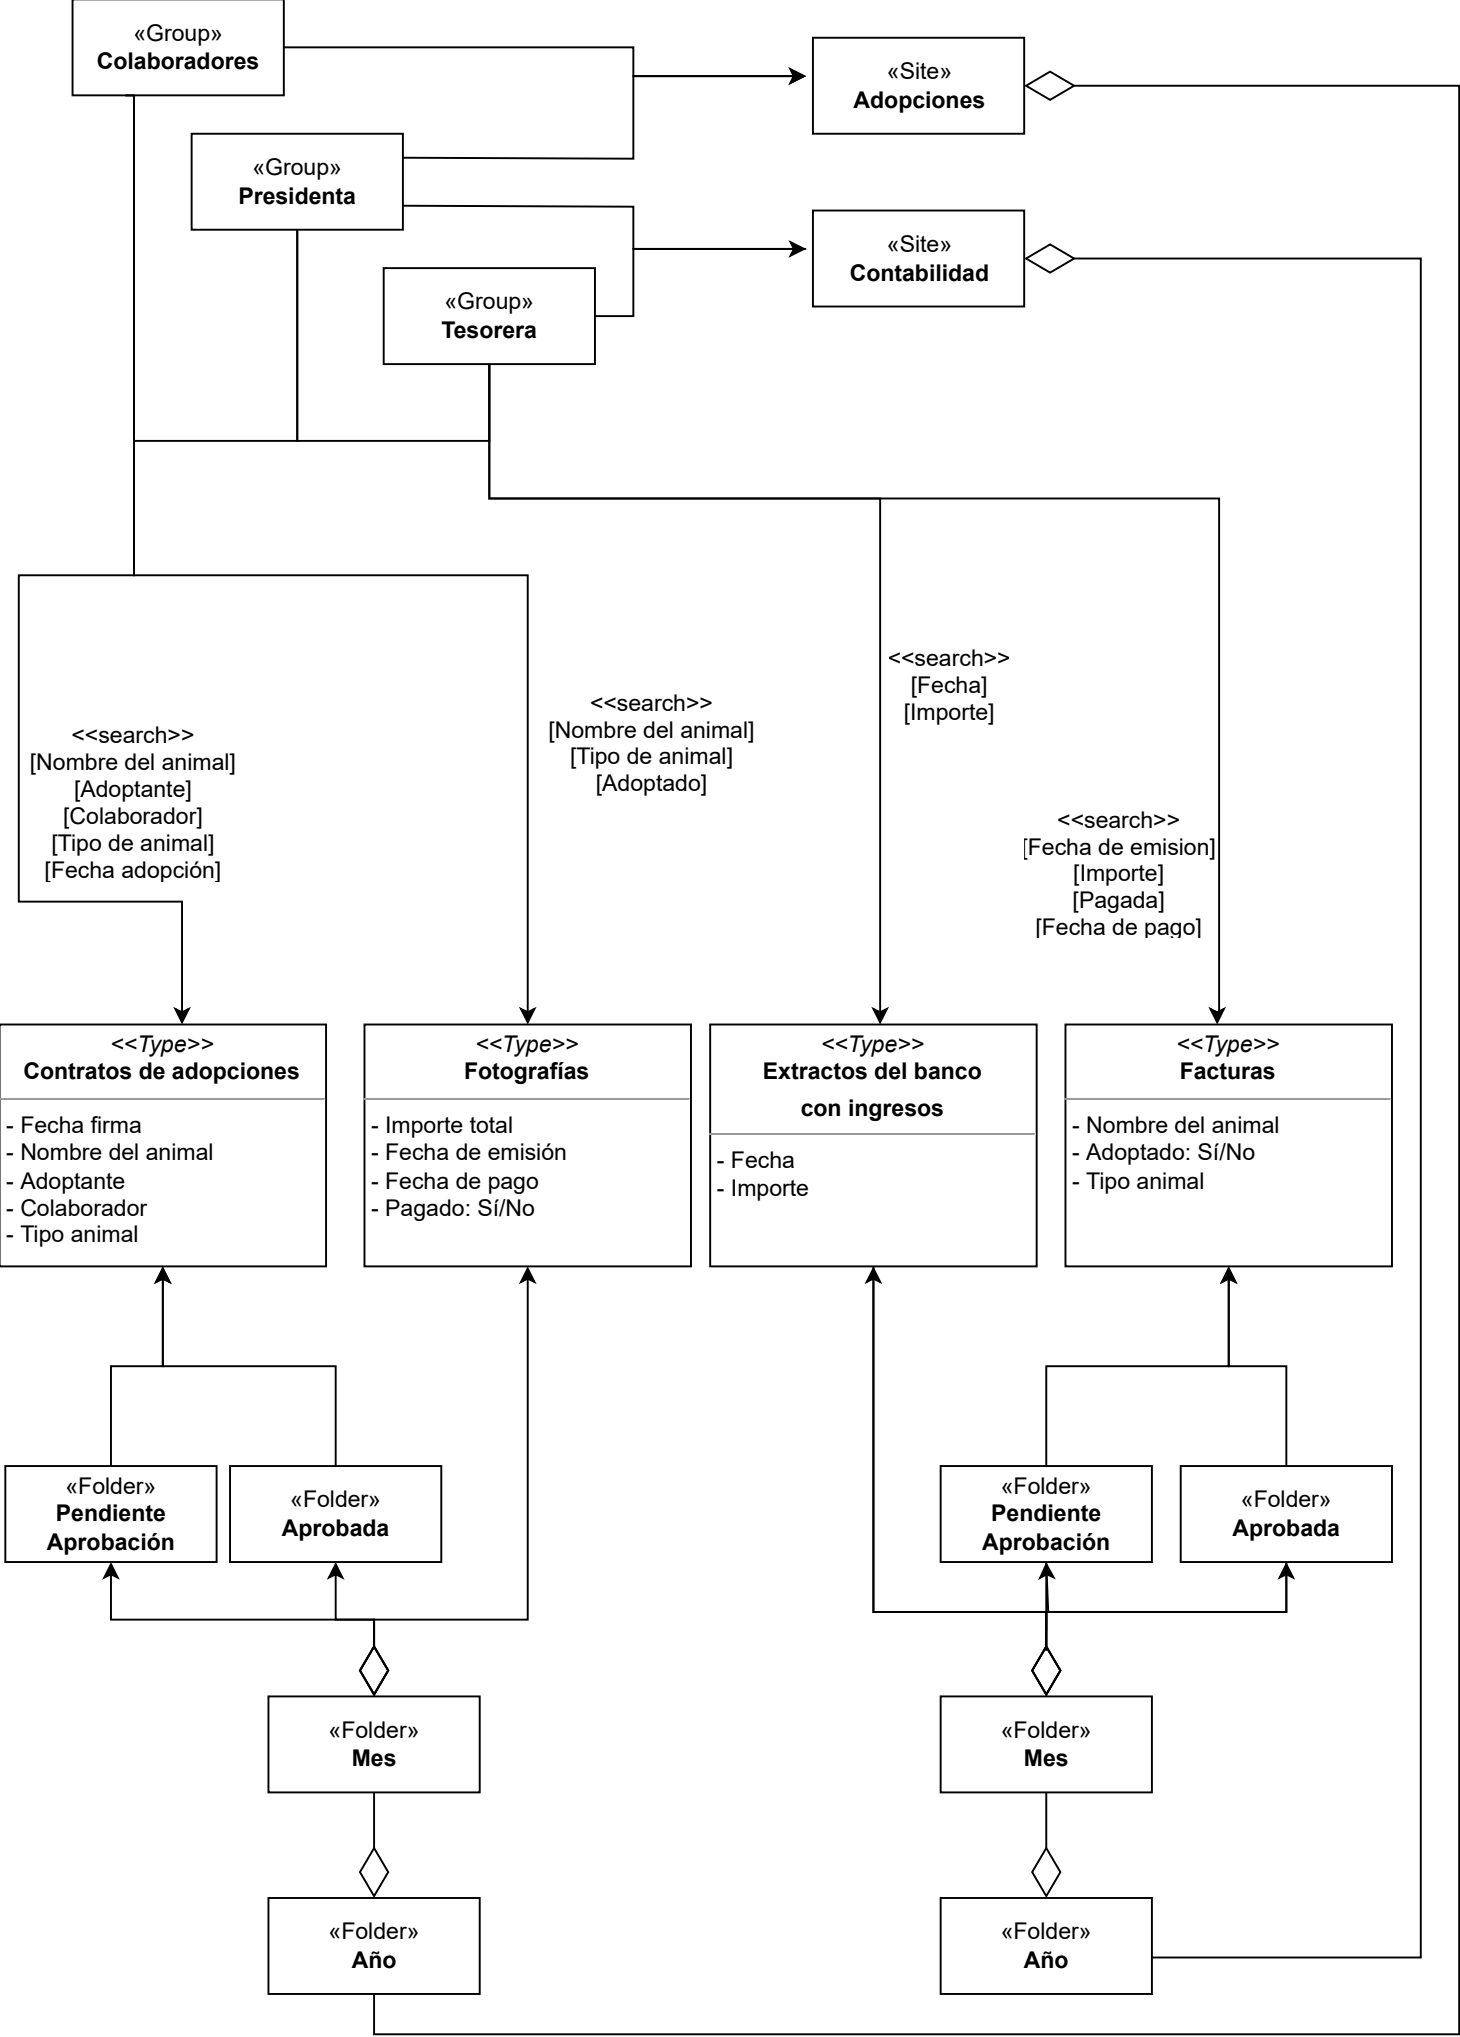 «Group»
Colaboradores
«Site»
Adopciones
«Group»
Presidenta
«Site»
Contabilidad
«Group»
Tesorera
<<search>>
[Nombre del animal]
[Adoptante]
[Colaborador]
[Tipo de animal]
[Fecha adopción]
<<search>>
[Nombre del animal]
[Tipo de animal]
[Adoptado]
<<search>>
[Fecha]
[Importe]
<<search>>
[Fecha de emision]
[Importe]
[Pagada]
[Fecha de pago]
<<Type>>
Contratos de adopciones
- Fecha firma
- Nombre del animal
- Adoptante
- Colaborador
- Tipo animal
<<Type>>
Fotografías
- Importe total
- Fecha de emisión
- Fecha de pago
- Pagado: Sí/No
<<Type>>
Extractos del banco
con ingresos
- Fecha
- Importe
<<Type>>
Facturas
- Nombre del animal
- Adoptado: Sí/No
- Tipo animal
«Folder»
Pendiente
Aprobación
«Folder»
Aprobada
«Folder»
Pendiente
Aprobación
«Folder»
Aprobada
«Folder»
Mes
«Folder»
Mes
«Folder»
Año
«Folder»
Año